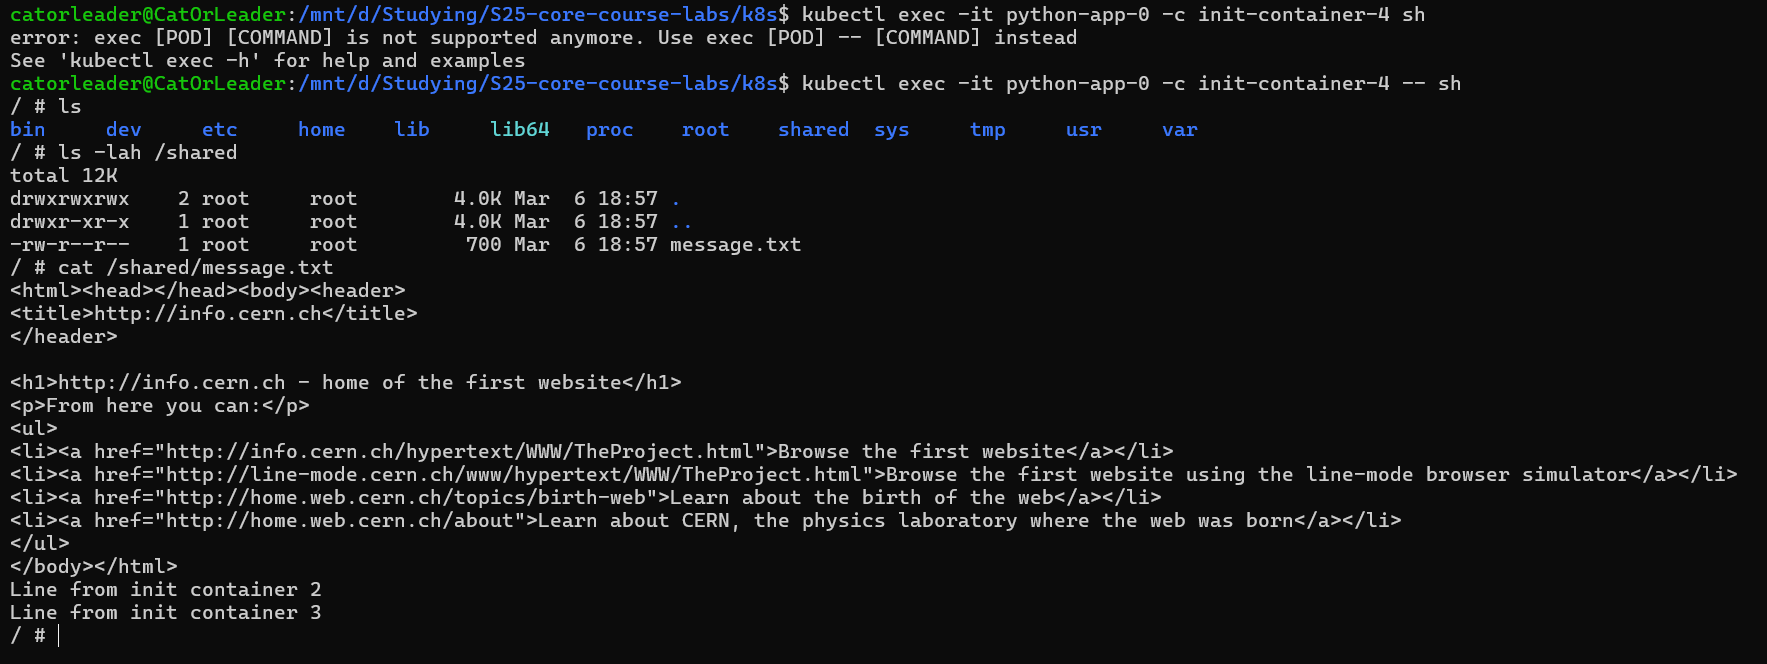 catorleader@CatOrLeader:/mnt/d/Studying/S25-core-course-labs/k8s$ kubectl exec -it python-app-0 -c init-container-4 sh
error: exec [POD] [COMMAND] is not supported anymore. Use exec [POD] -- [COMMAND] instead
See 'kubectl exec -h' for help and examples
catorleader@CatOrLeader:/mnt/d/Studying/S25-core-course-labs/k8s$ kubectl exec -it python-app-0 -c init-container-4 -- sh
/ # ls
bin     dev     etc     home    lib     lib64   proc    root    shared  sys     tmp     usr     var
/ # ls -lah /shared
total 12K
drwxrwxrwx    2 root     root        4.0K Mar  6 18:57 .
drwxr-xr-x    1 root     root        4.0K Mar  6 18:57 ..
-rw-r--r--    1 root     root         700 Mar  6 18:57 message.txt
/ # cat /shared/message.txt
<html><head></head><body><header>
<title>http://info.cern.ch</title>
</header>

<h1>http://info.cern.ch - home of the first website</h1>
<p>From here you can:</p>
<ul>
<li><a href="http://info.cern.ch/hypertext/WWW/TheProject.html">Browse the first website</a></li>
<li><a href="http://line-mode.cern.ch/www/hypertext/WWW/TheProject.html">Browse the first website using the line-mode browser simulator</a></li>
<li><a href="http://home.web.cern.ch/topics/birth-web">Learn about the birth of the web</a></li>
<li><a href="http://home.web.cern.ch/about">Learn about CERN, the physics laboratory where the web was born</a></li>
</ul>
</body></html>
Line from init container 2
Line from init container 3
/ #